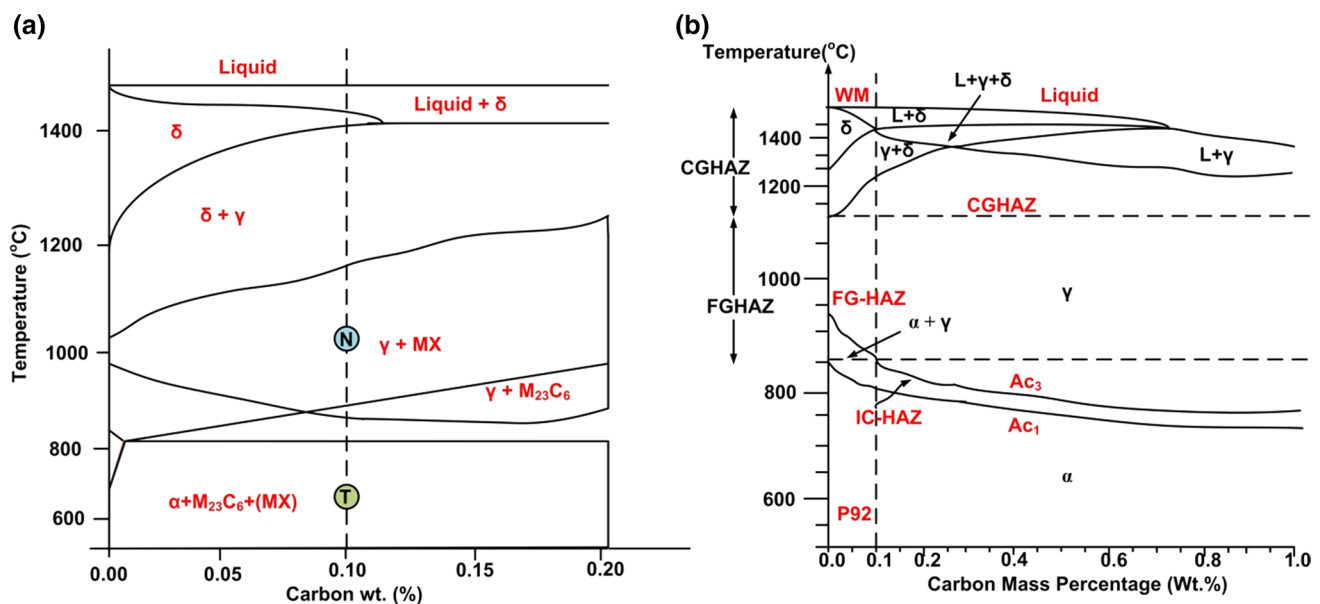 (a)
Liquid
Liquid + δ
δ
δ + γ
N
γ + MX
γ + M₂₃C₆
T
α+M₂₃C₆+(MX)
Temperature (°C)
1400
1200
1000
800
600
0.00
0.05
0.10
0.15
0.20
Carbon wt. (%)
(b)
Temperature(°C)
WM
L+γ+δ
Liquid
δ
L+δ
γ+δ
L+γ
CGHAZ
CGHAZ
FGHAZ
FG-HAZ
γ
α + γ
Ac₃
IC-HAZ
Ac₁
α
P92
1400
1200
1000
800
600
0.0
0.1
0.2
0.4
0.6
0.8
1.0
Carbon Mass Percentage (Wt.%)